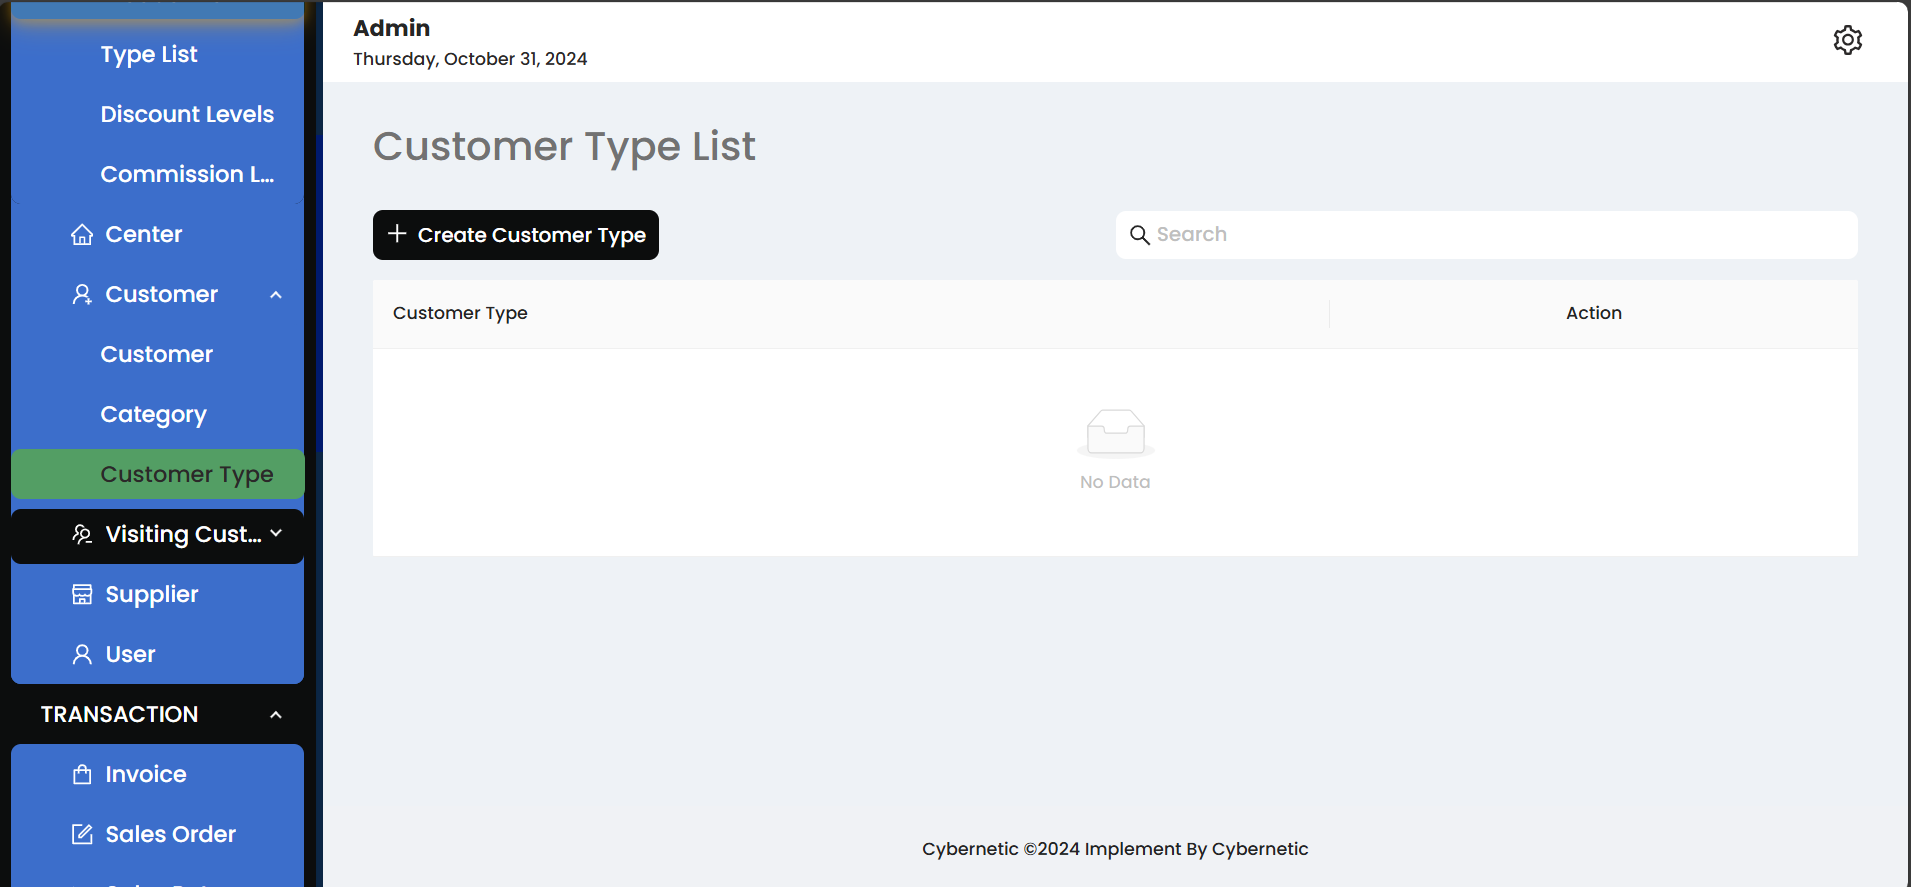 Type List
Discount Levels
Commission L...
Center
Customer
Customer
Category
Customer Type
Visiting Cust...
Supplier
User
TRANSACTION
Invoice
Sales Order
Admin
Thursday, October 31, 2024
Customer Type List
Create Customer Type
Search
Customer Type Action
No Data
Cybernetic ©2024 Implement By Cybernetic